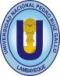 UNIVERSIDAD NACIONAL PEDRO RUIZ GALLO
LAMBAYEQUE